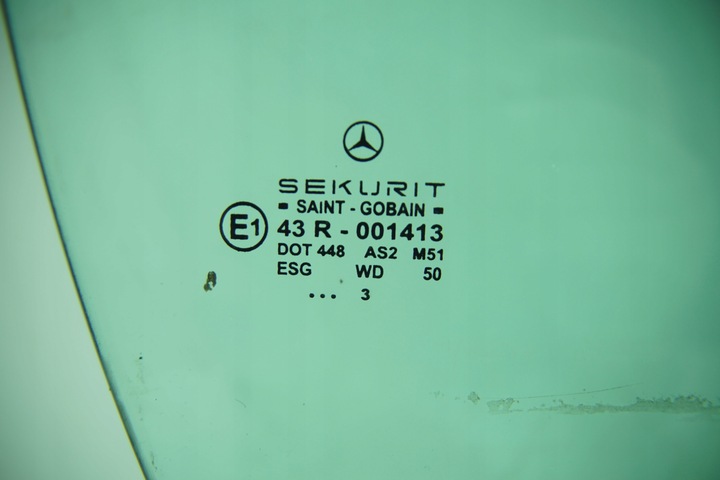 SEKURIT
SAINT - GOBAIN
E1 43 R - 001413
DOT 448 AS2 M51
ESG WD 50
... 3